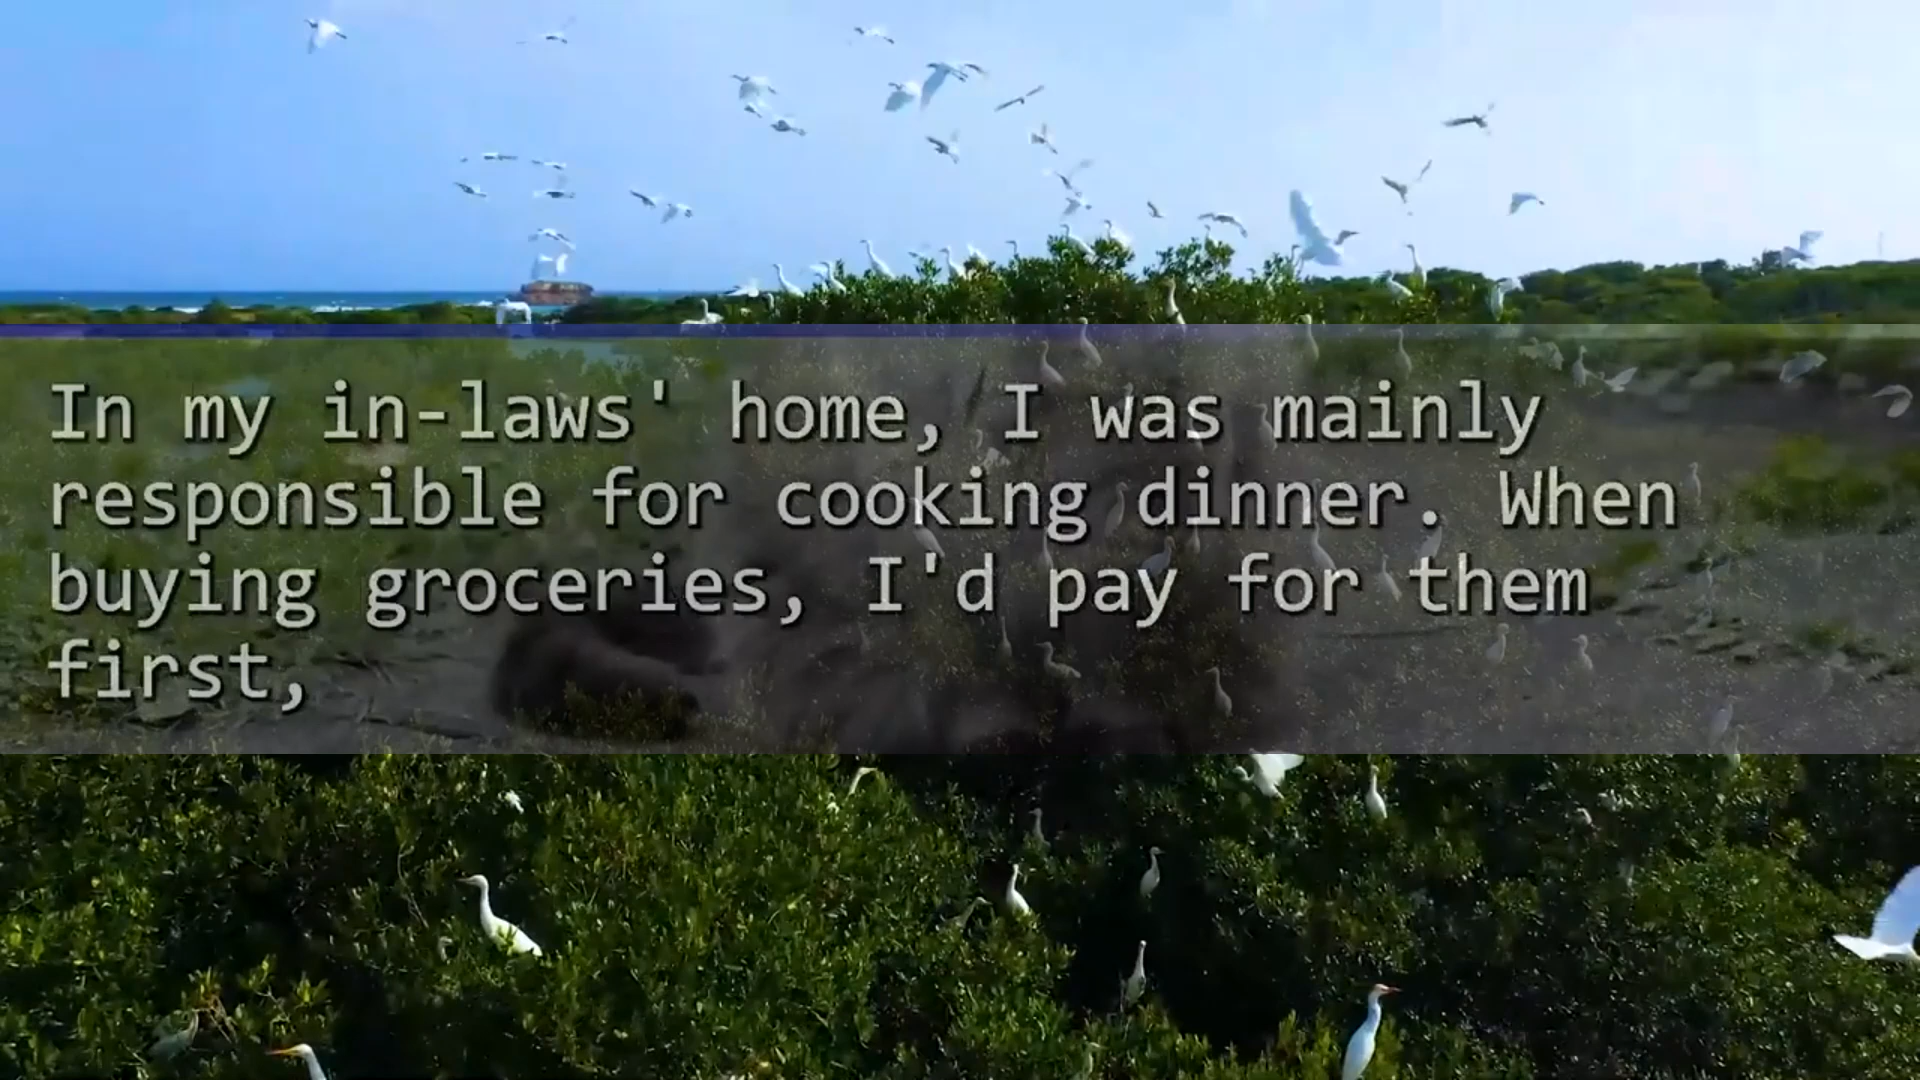 In my in-laws' home, I was mainly
responsible for cooking dinner. When
buying groceries, I'd pay for them
first,